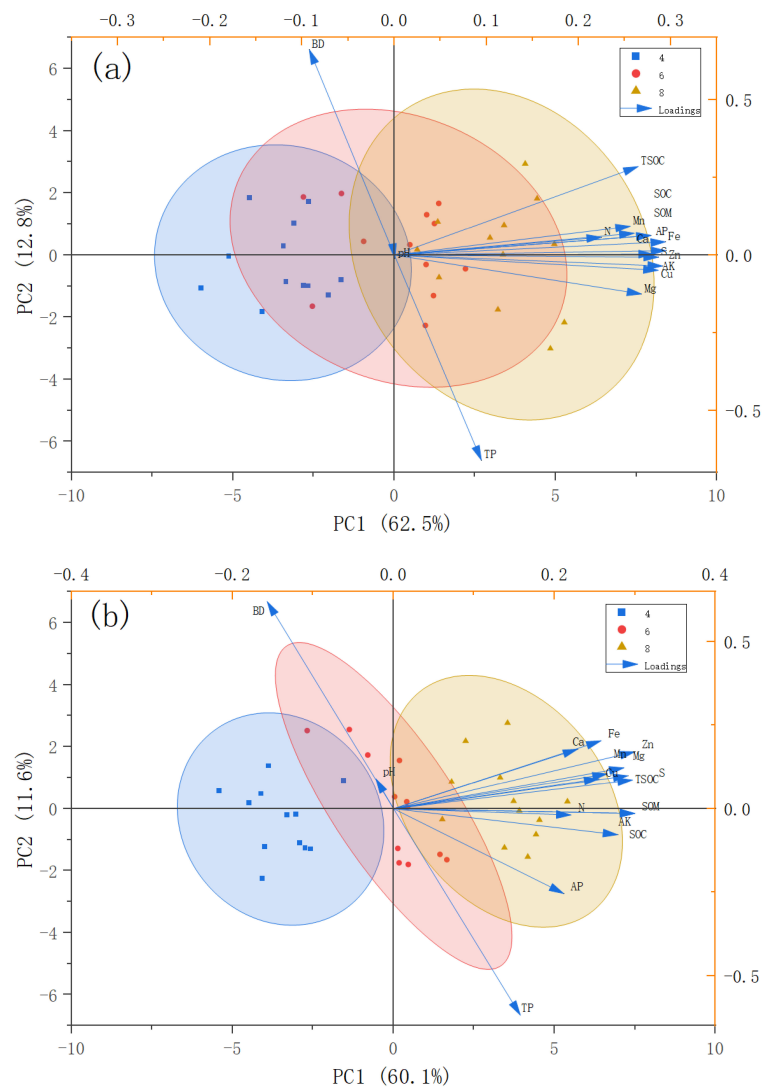 -0.3 -0.2 -0.1 0.0 0.1 0.2 0.3
(a)
BD
4
6
8
Loadings
6
4
2
0
-2
-4
-6
PC2 (12.8%)
0.5
0.0
-0.5
TSOC
SOC
SOM
Mn
N
AP
Fe
Ca
S
Zn
AK
Cu
Mg
pH
TP
-10 -5 0 5 10
PC1 (62.5%)
-0.4 -0.2 0.0 0.2 0.4
(b)
BD
4
6
8
Loadings
6
4
2
0
-2
-4
-6
PC2 (11.6%)
0.5
0.0
-0.5
Fe
Ca
Zn
Mn
Mg
pH
Cu
S
TSOC
N
SOM
AK
SOC
AP
TP
-10 -5 0 5 10
PC1 (60.1%)